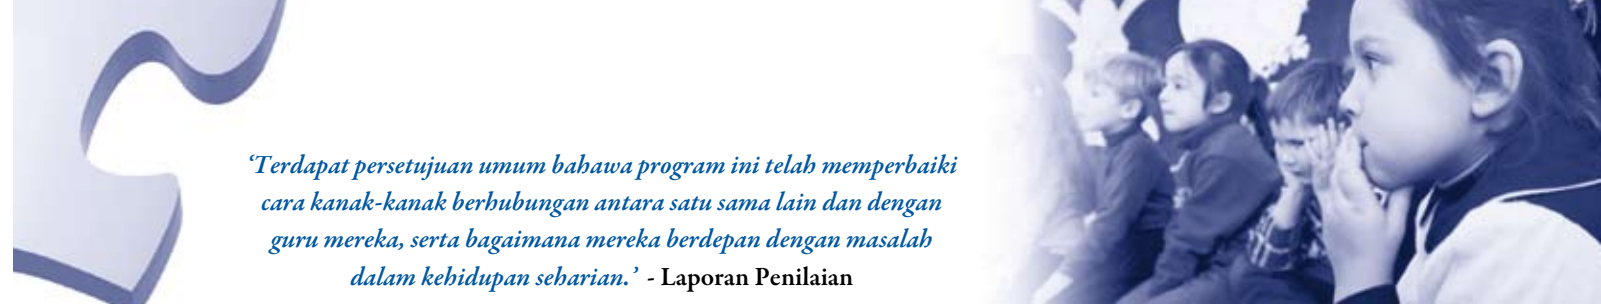 ‘Terdapat persetujuan umum bahawa program ini telah memperbaiki
cara kanak-kanak berhubungan antara satu sama lain dan dengan
guru mereka, serta bagaimana mereka berdepan dengan masalah
dalam kehidupan seharian.’ - Laporan Penilaian